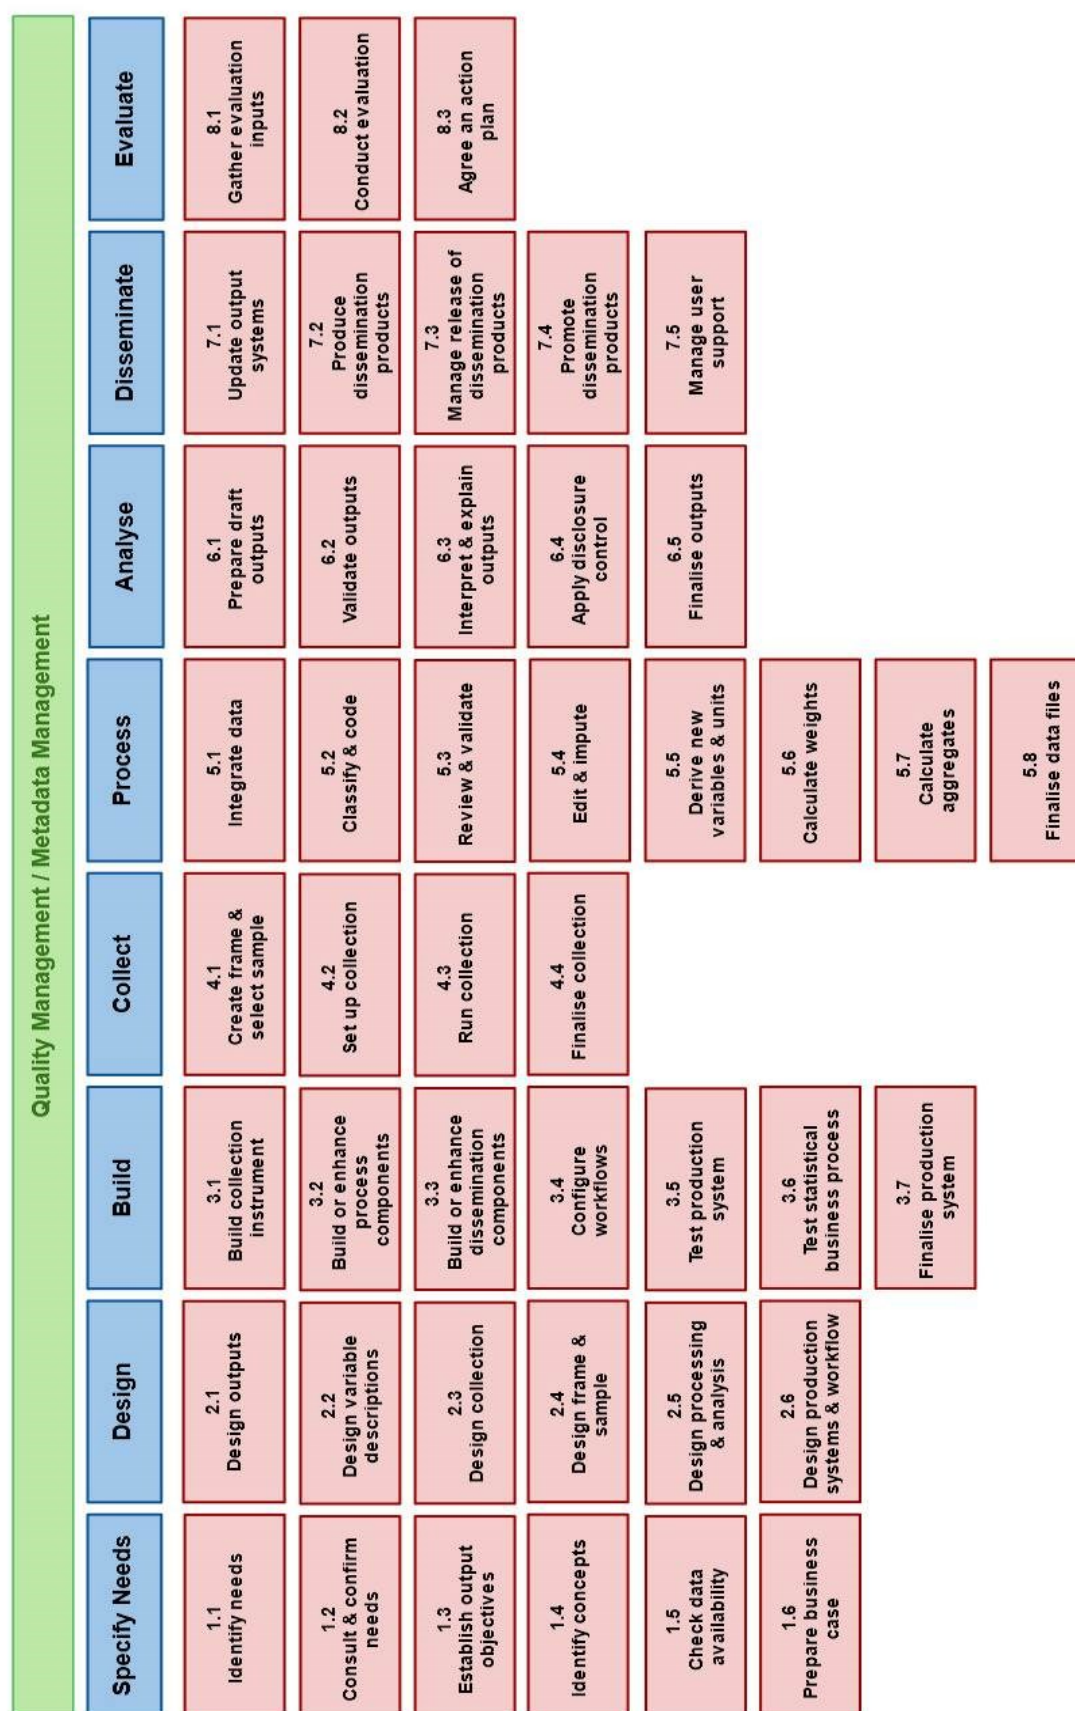 Quality Management / Metadata Management
Specify Needs
Design
Build
Collect
Process
Analyse
Disseminate
Evaluate
1.1
Identify needs
1.2
Consult & confirm
needs
1.3
Establish output
objectives
1.4
Identify concepts
1.5
Check data
availability
1.6
Prepare business
case
2.1
Design outputs
2.2
Design variable
descriptions
2.3
Design collection
2.4
Design frame &
sample
2.5
Design processing
& analysis
2.6
Design production
systems & workflow
3.1
Build collection
instrument
3.2
Build or enhance
process
components
3.3
Build or enhance
dissemination
components
3.4
Configure
workflows
3.5
Test production
system
3.6
Test statistical
business process
3.7
Finalise production
system
4.1
Create frame &
select sample
4.2
Set up collection
4.3
Run collection
4.4
Finalise collection
5.1
Integrate data
5.2
Classify & code
5.3
Review & validate
5.4
Edit & impute
5.5
Derive new
variables & units
5.6
Calculate weights
5.7
Calculate
aggregates
5.8
Finalise data files
6.1
Prepare draft
outputs
6.2
Validate outputs
6.3
Interpret & explain
outputs
6.4
Apply disclosure
control
6.5
Finalise outputs
7.1
Update output
systems
7.2
Produce
dissemination
products
7.3
Manage release of
dissemination
products
7.4
Promote
dissemination
products
7.5
Manage user
support
8.1
Gather evaluation
inputs
8.2
Conduct evaluation
8.3
Agree an action
plan